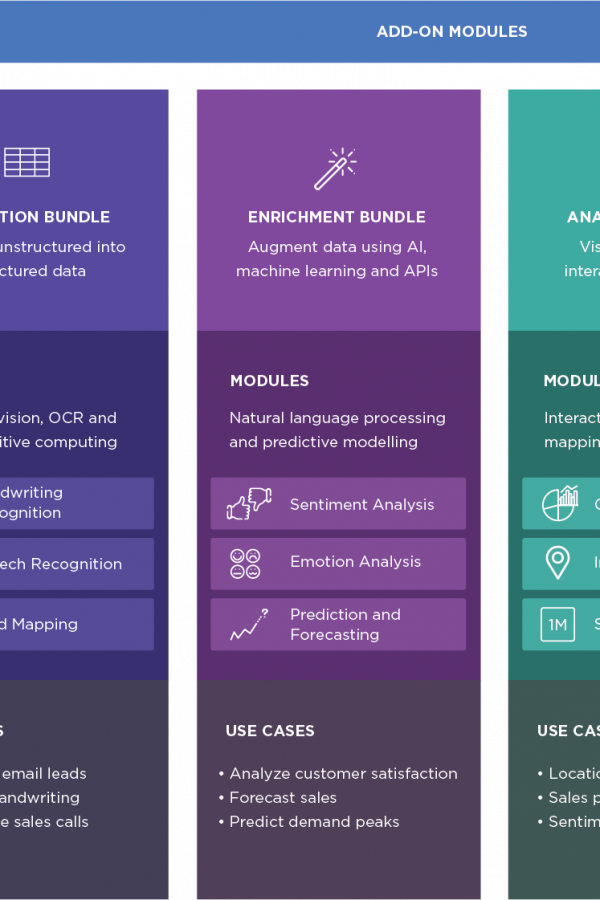 ADD-ON MODULES
TION BUNDLE
unstructured into
ctured data
vision, OCR and
itive computing
dwriting
ognition
ech Recognition
d Mapping
S
email leads
andwriting
e sales calls
ENRICHMENT BUNDLE
Augment data using AI,
machine learning and APIs
MODULES
Natural language processing
and predictive modelling
Sentiment Analysis
Emotion Analysis
Prediction and
Forecasting
USE CASES
• Analyze customer satisfaction
• Forecast sales
• Predict demand peaks
ANA
Vis
intera
MODUL
Interact
mappin
1M
S
USE CAS
• Locatio
• Sales p
• Sentim